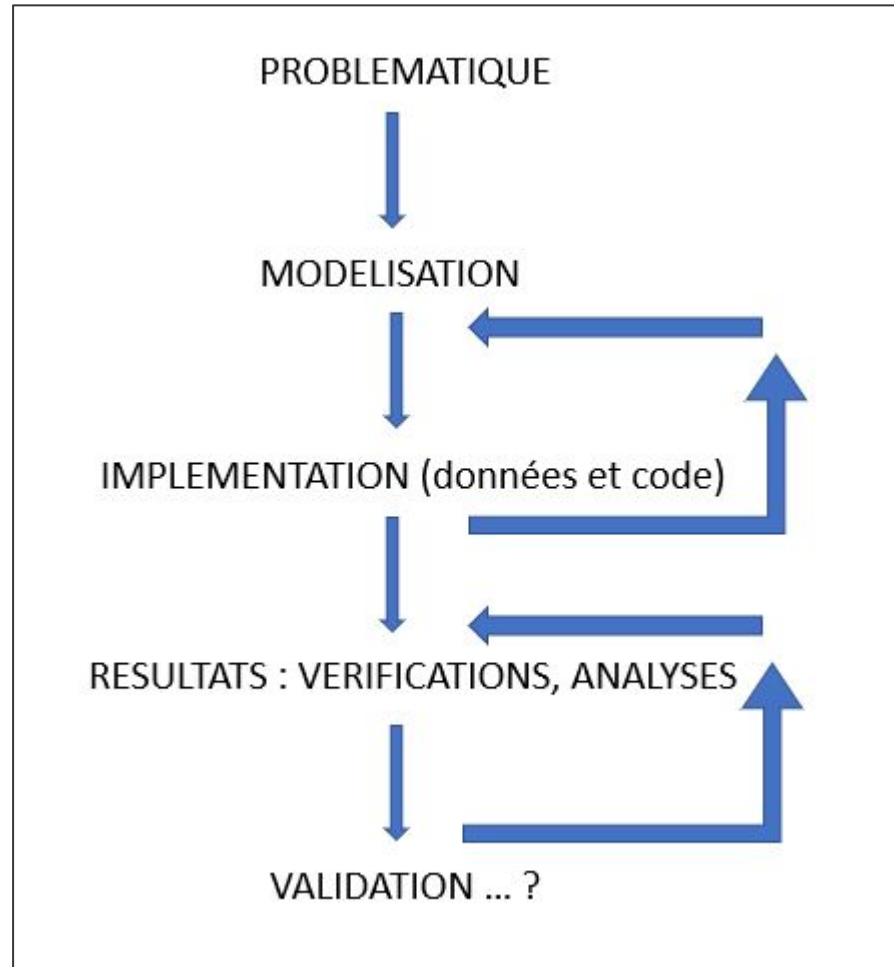 PROBLEMATIQUE
MODELISATION
IMPLEMENTATION (données et code)
RESULTATS : VERIFICATIONS, ANALYSES
VALIDATION ... ?